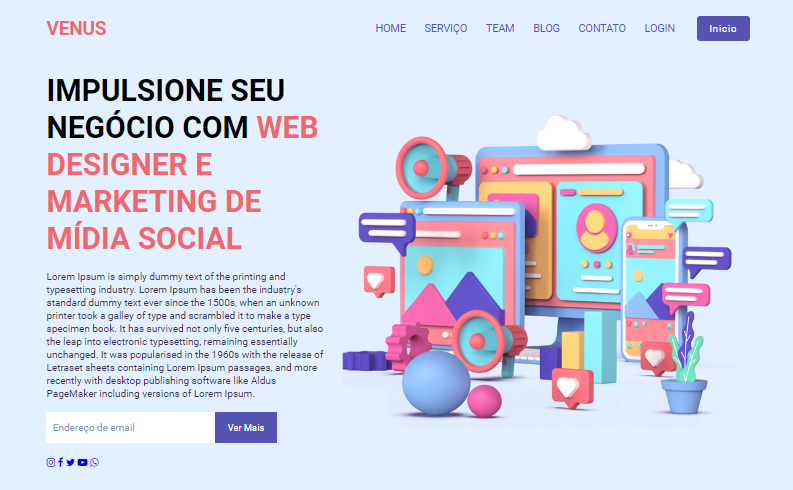 VENUS
HOME SERVIÇO TEAM BLOG CONTATO LOGIN Inicio
IMPULSIONE SEU
NEGÓCIO COM WEB
DESIGNER E
MARKETING DE
MÍDIA SOCIAL
Lorem Ipsum is simply dummy text of the printing and
typesetting industry. Lorem Ipsum has been the industry's
standard dummy text ever since the 1500s, when an unknown
printer took a galley of type and scrambled it to make a type
specimen book. It has survived not only five centuries, but also
the leap into electronic typesetting, remaining essentially
unchanged. It was popularised in the 1960s with the release of
Letraset sheets containing Lorem Ipsum passages, and more
recently with desktop publishing software like Aldus
PageMaker including versions of Lorem Ipsum.
Endereço de email Ver Mais